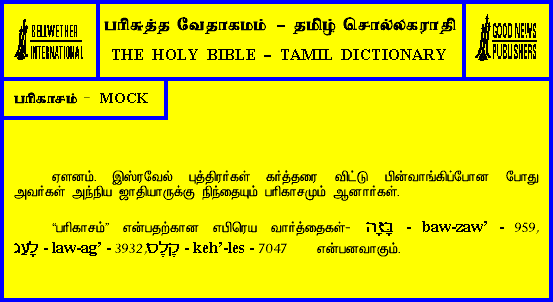 BELLWETHER
INTERNATIONAL
பரிசுத்த வேதாகமம் - தமிழ் சொல்லகராதி
THE HOLY BIBLE - TAMIL DICTIONARY
GOOD NEWS
PUBLISHERS
பரிகாசம் - MOCK
ஏளனம். இஸ்ரவேல் புத்திரர்கள் கர்த்தரை விட்டு பின்வாங்கிப்போன போது
அவர்கள் அந்நிய ஜாதியாருக்கு நிந்தையும் பரிகாசமும் ஆனார்கள்.
“பரிகாசம்” என்பதற்கான எபிரெய வார்த்தைகள்- בָּזָה - baw-zaw’ - 959,
לָעַג - law-ag’ - 3932,קֶלֶס - keh’-les - 7047 என்பனவாகும்.